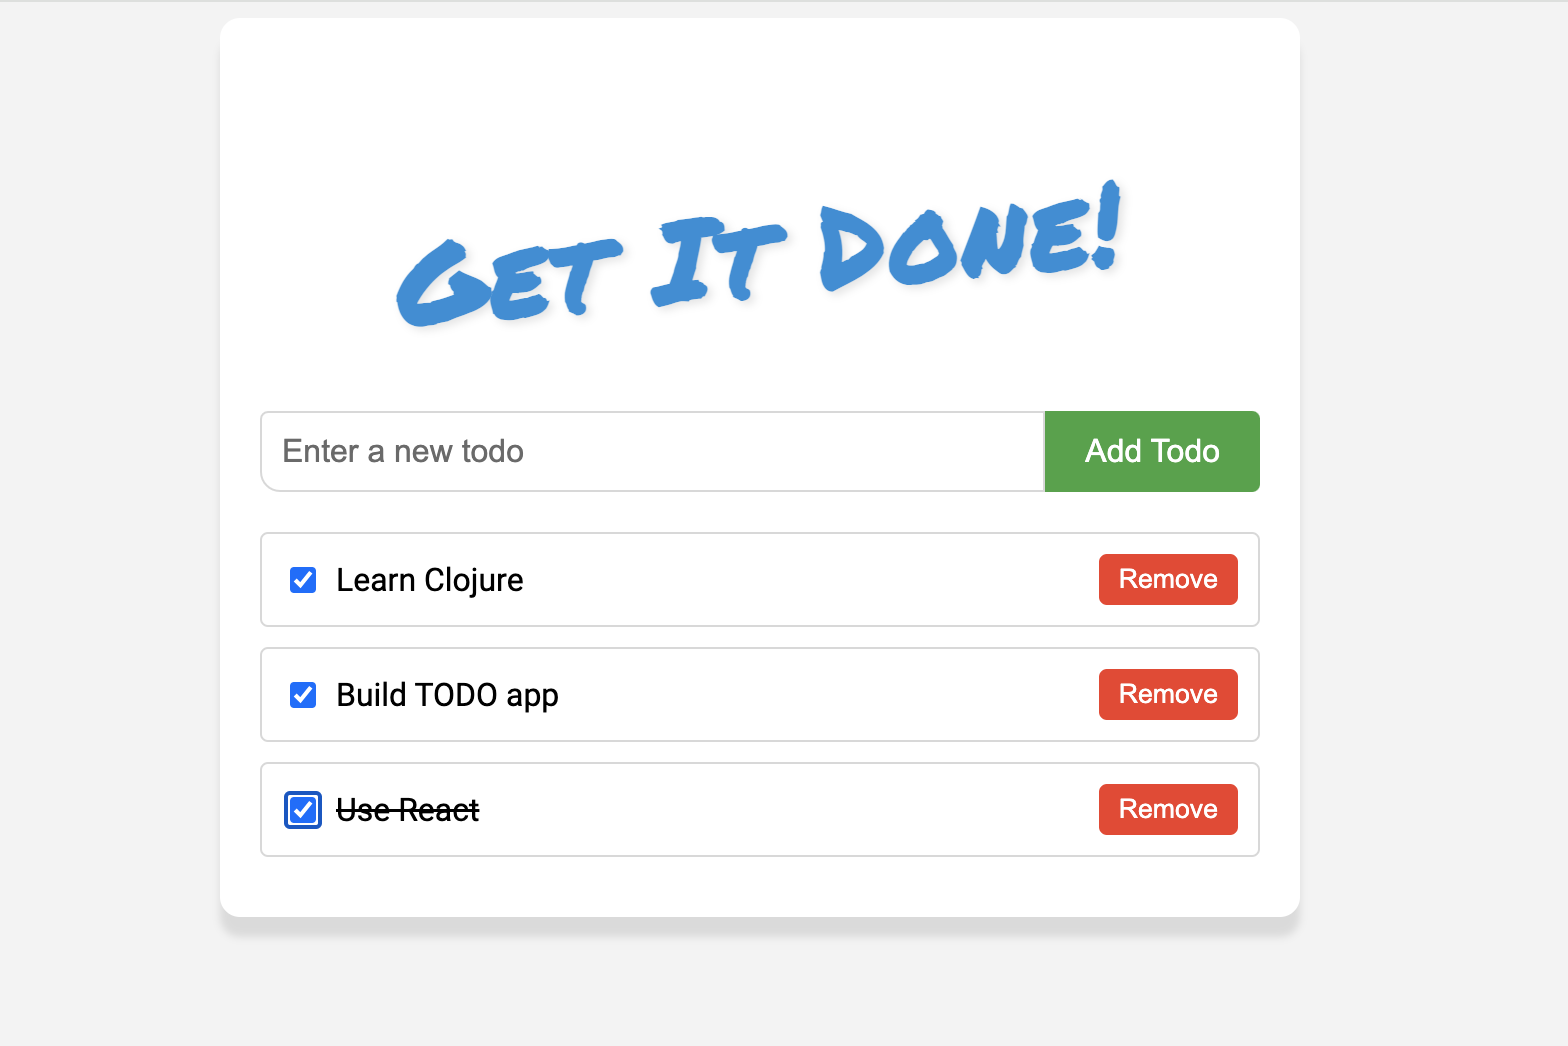 Get It Done!
Enter a new todo
Add Todo
Learn Clojure
Remove
Build TODO app
Remove
Use React
Remove